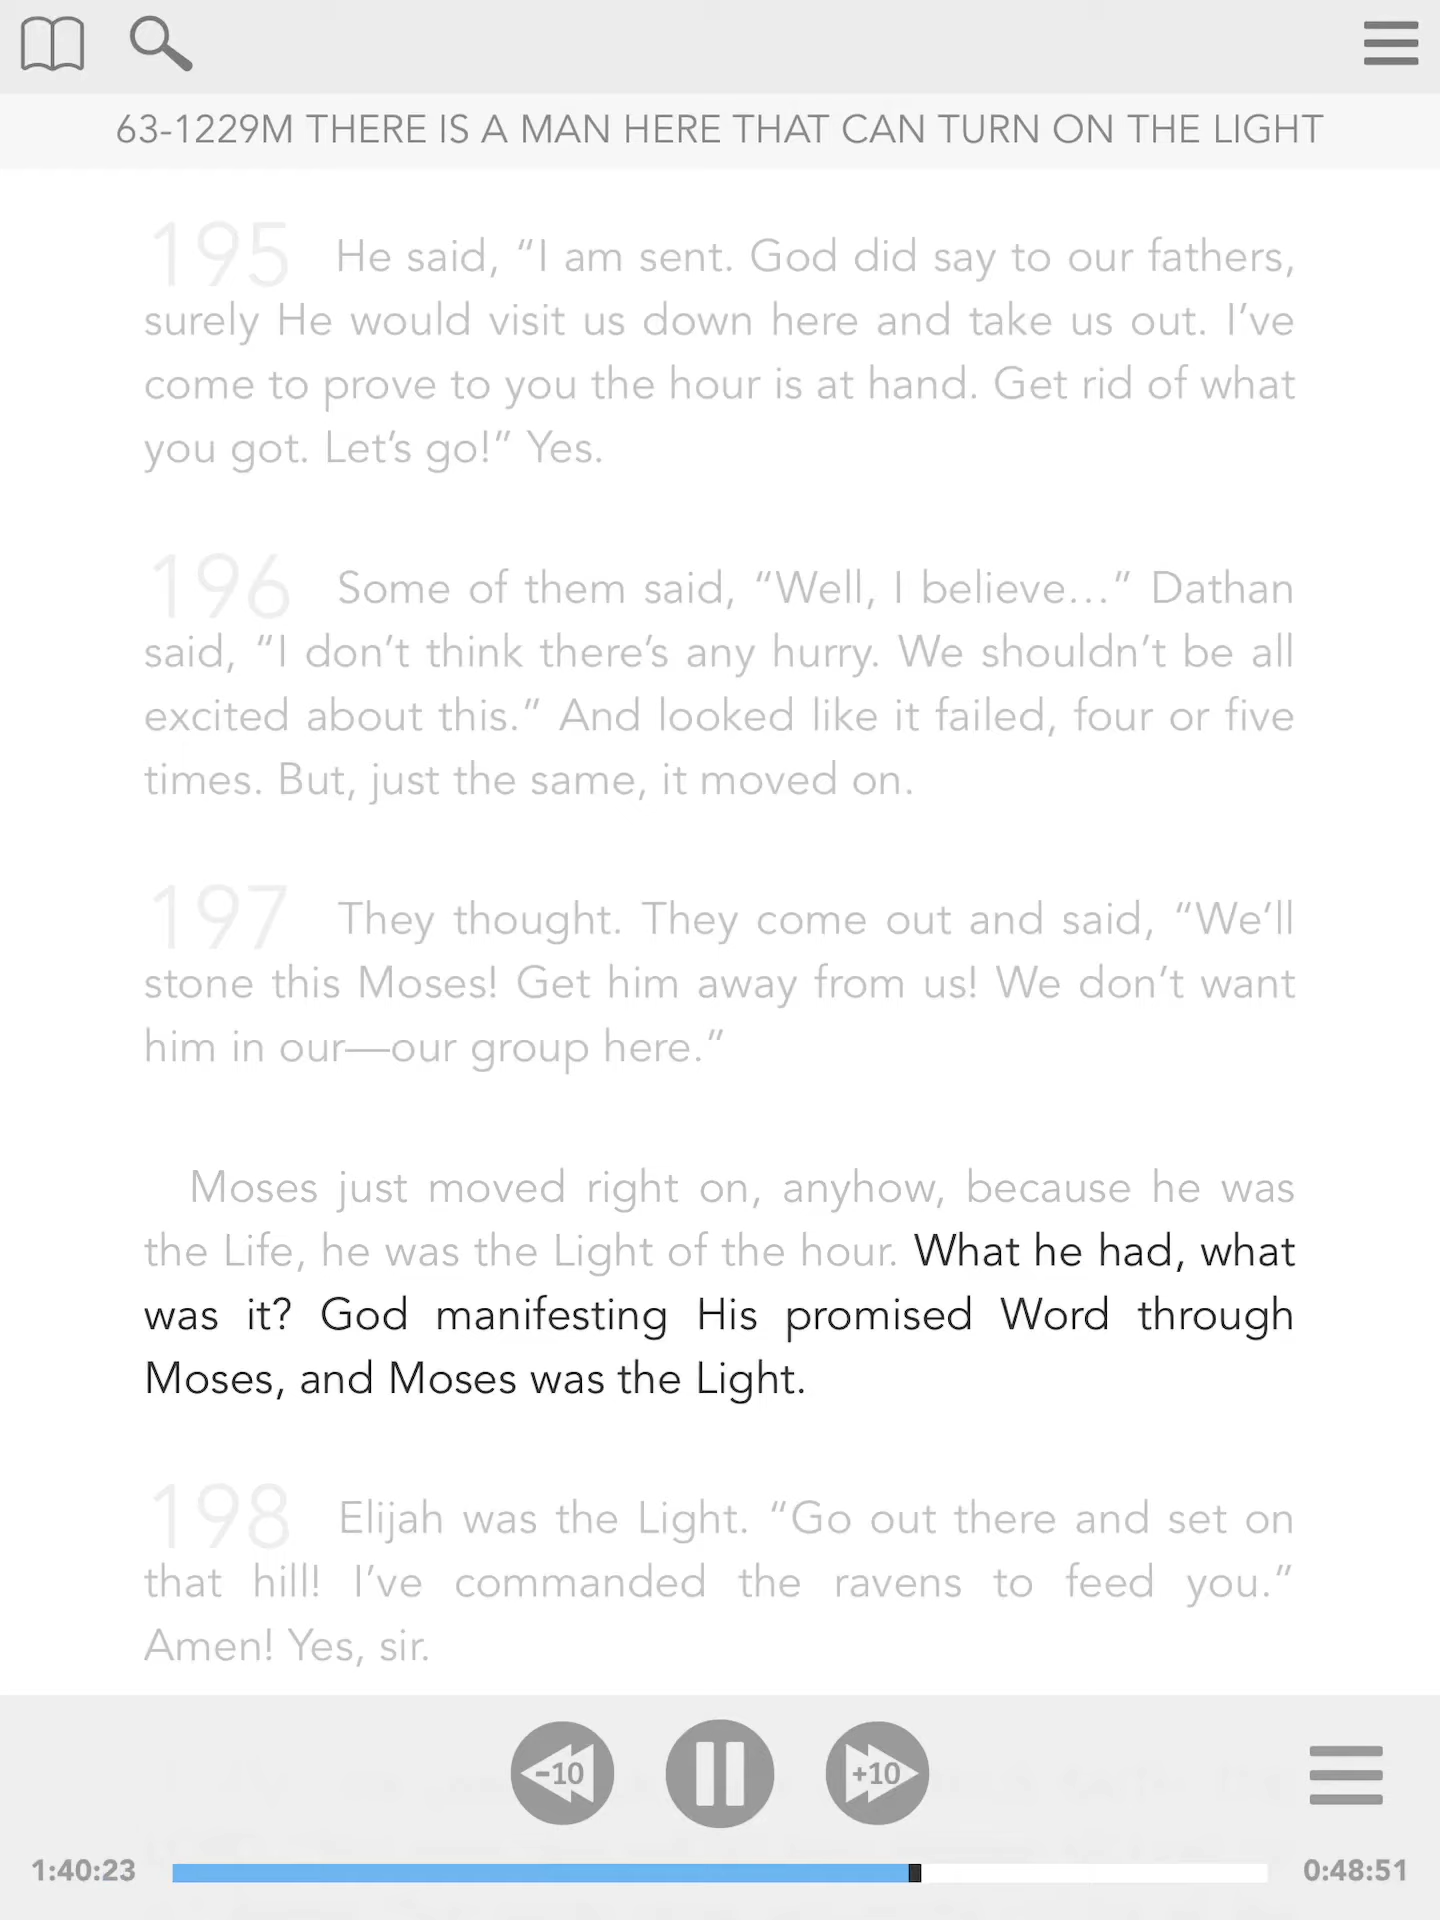 63-1229M THERE IS A MAN HERE THAT CAN TURN ON THE LIGHT
195 He said, “I am sent. God did say to our fathers,
surely He would visit us down here and take us out. I’ve
come to prove to you the hour is at hand. Get rid of what
you got. Let’s go!” Yes.
196 Some of them said, “Well, I believe…” Dathan
said, “I don’t think there’s any hurry. We shouldn’t be all
excited about this.” And looked like it failed, four or five
times. But, just the same, it moved on.
197 They thought. They come out and said, “We’ll
stone this Moses! Get him away from us! We don’t want
him in our—our group here.”
Moses just moved right on, anyhow, because he was
the Life, he was the Light of the hour. What he had, what
was it? God manifesting His promised Word through
Moses, and Moses was the Light.
198 Elijah was the Light. “Go out there and set on
that hill! I’ve commanded the ravens to feed you.”
Amen! Yes, sir.
-10 +10
1:40:23 0:48:51